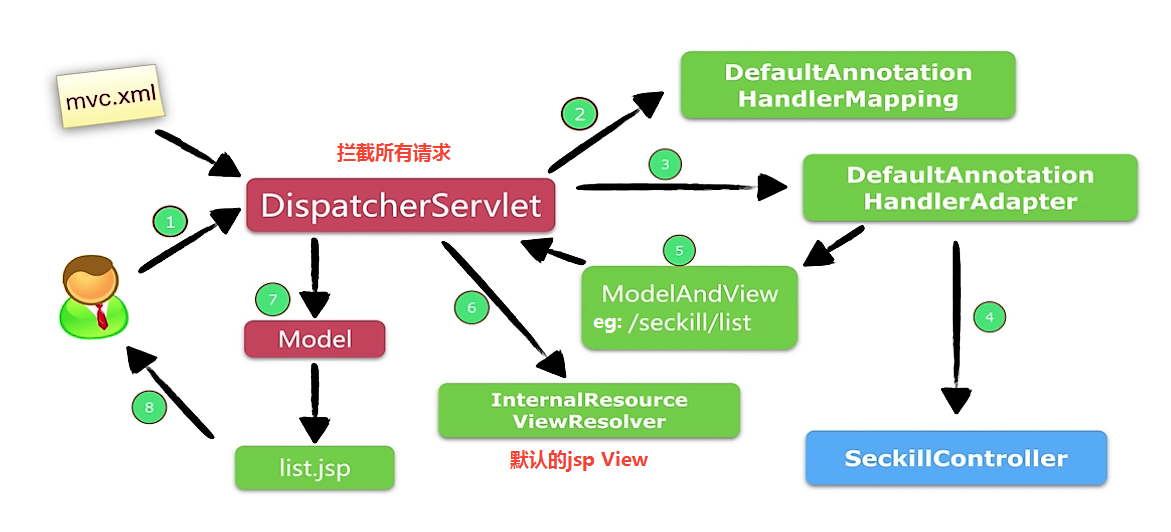 mvc.xml
DefaultAnnotation
HandlerMapping
2
拦截所有请求
3
DefaultAnnotation
HandlerAdapter
DispatcherServlet
1
5
ModelAndView
eg: /seckill/list
7
6
4
Model
8
InternalResource
ViewResolver
默认的jsp View
list.jsp
SeckillController